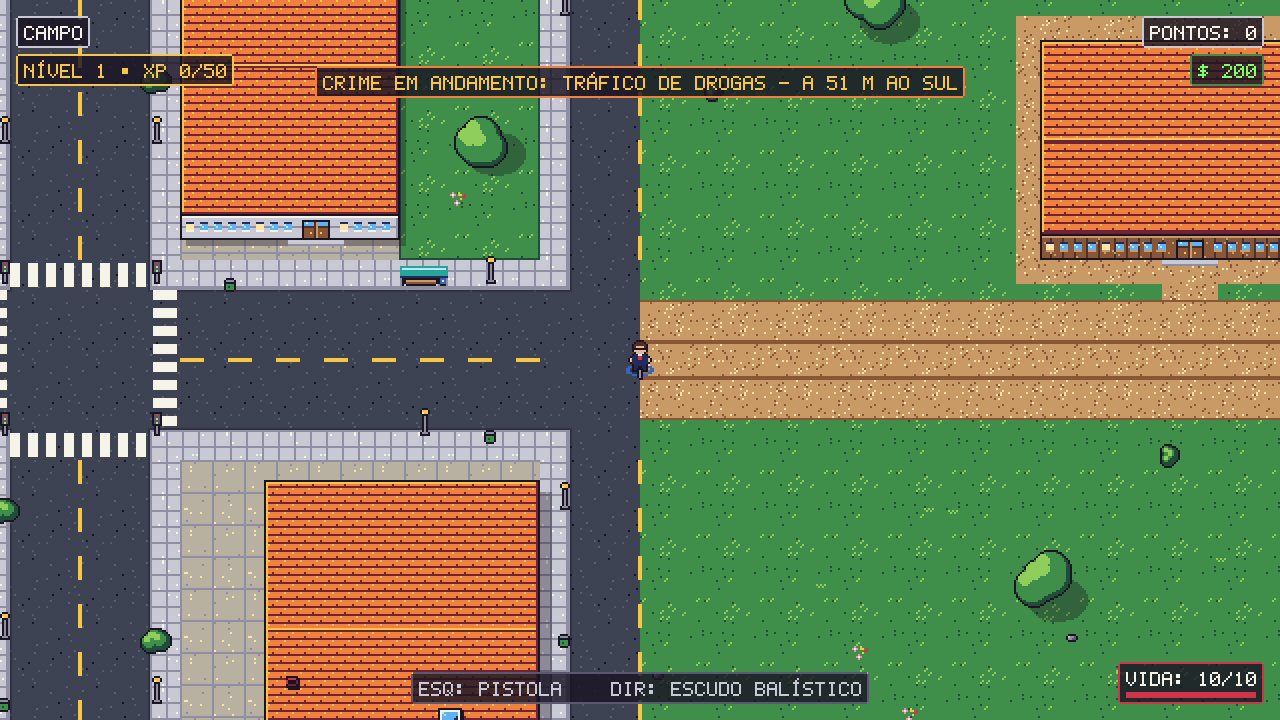 CAMPO
PONTOS: 0
NÍVEL 1 ▪ XP 0/50
$ 200
CRIME EM ANDAMENTO: TRÁFICO DE DROGAS - A 51 M AO SUL
ESQ: PISTOLA DIR: ESCUDO BALÍSTICO
VIDA: 10/10